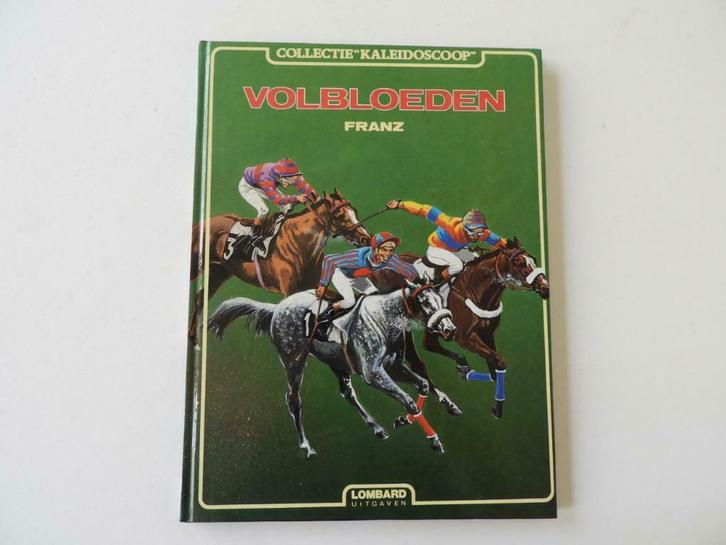 COLLECTIE "KALEIDOSCOOP"
VOLBLOEDEN
FRANZ
3
1
LOMBARD
UITGAVEN